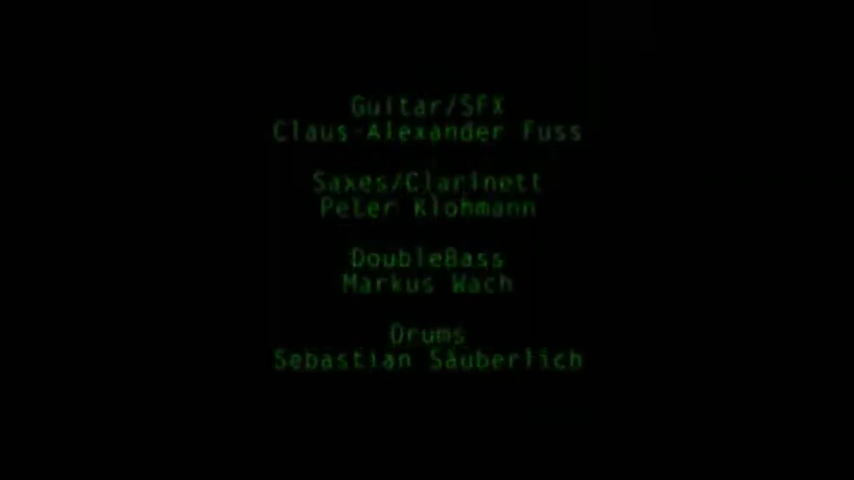 Guitar/SFX
Claus-Alexander Fuss
Saxes/Clarinett
Peter Klohmann
DoubleBass
Markus Wach
Drums
Sebastian Säuberlich